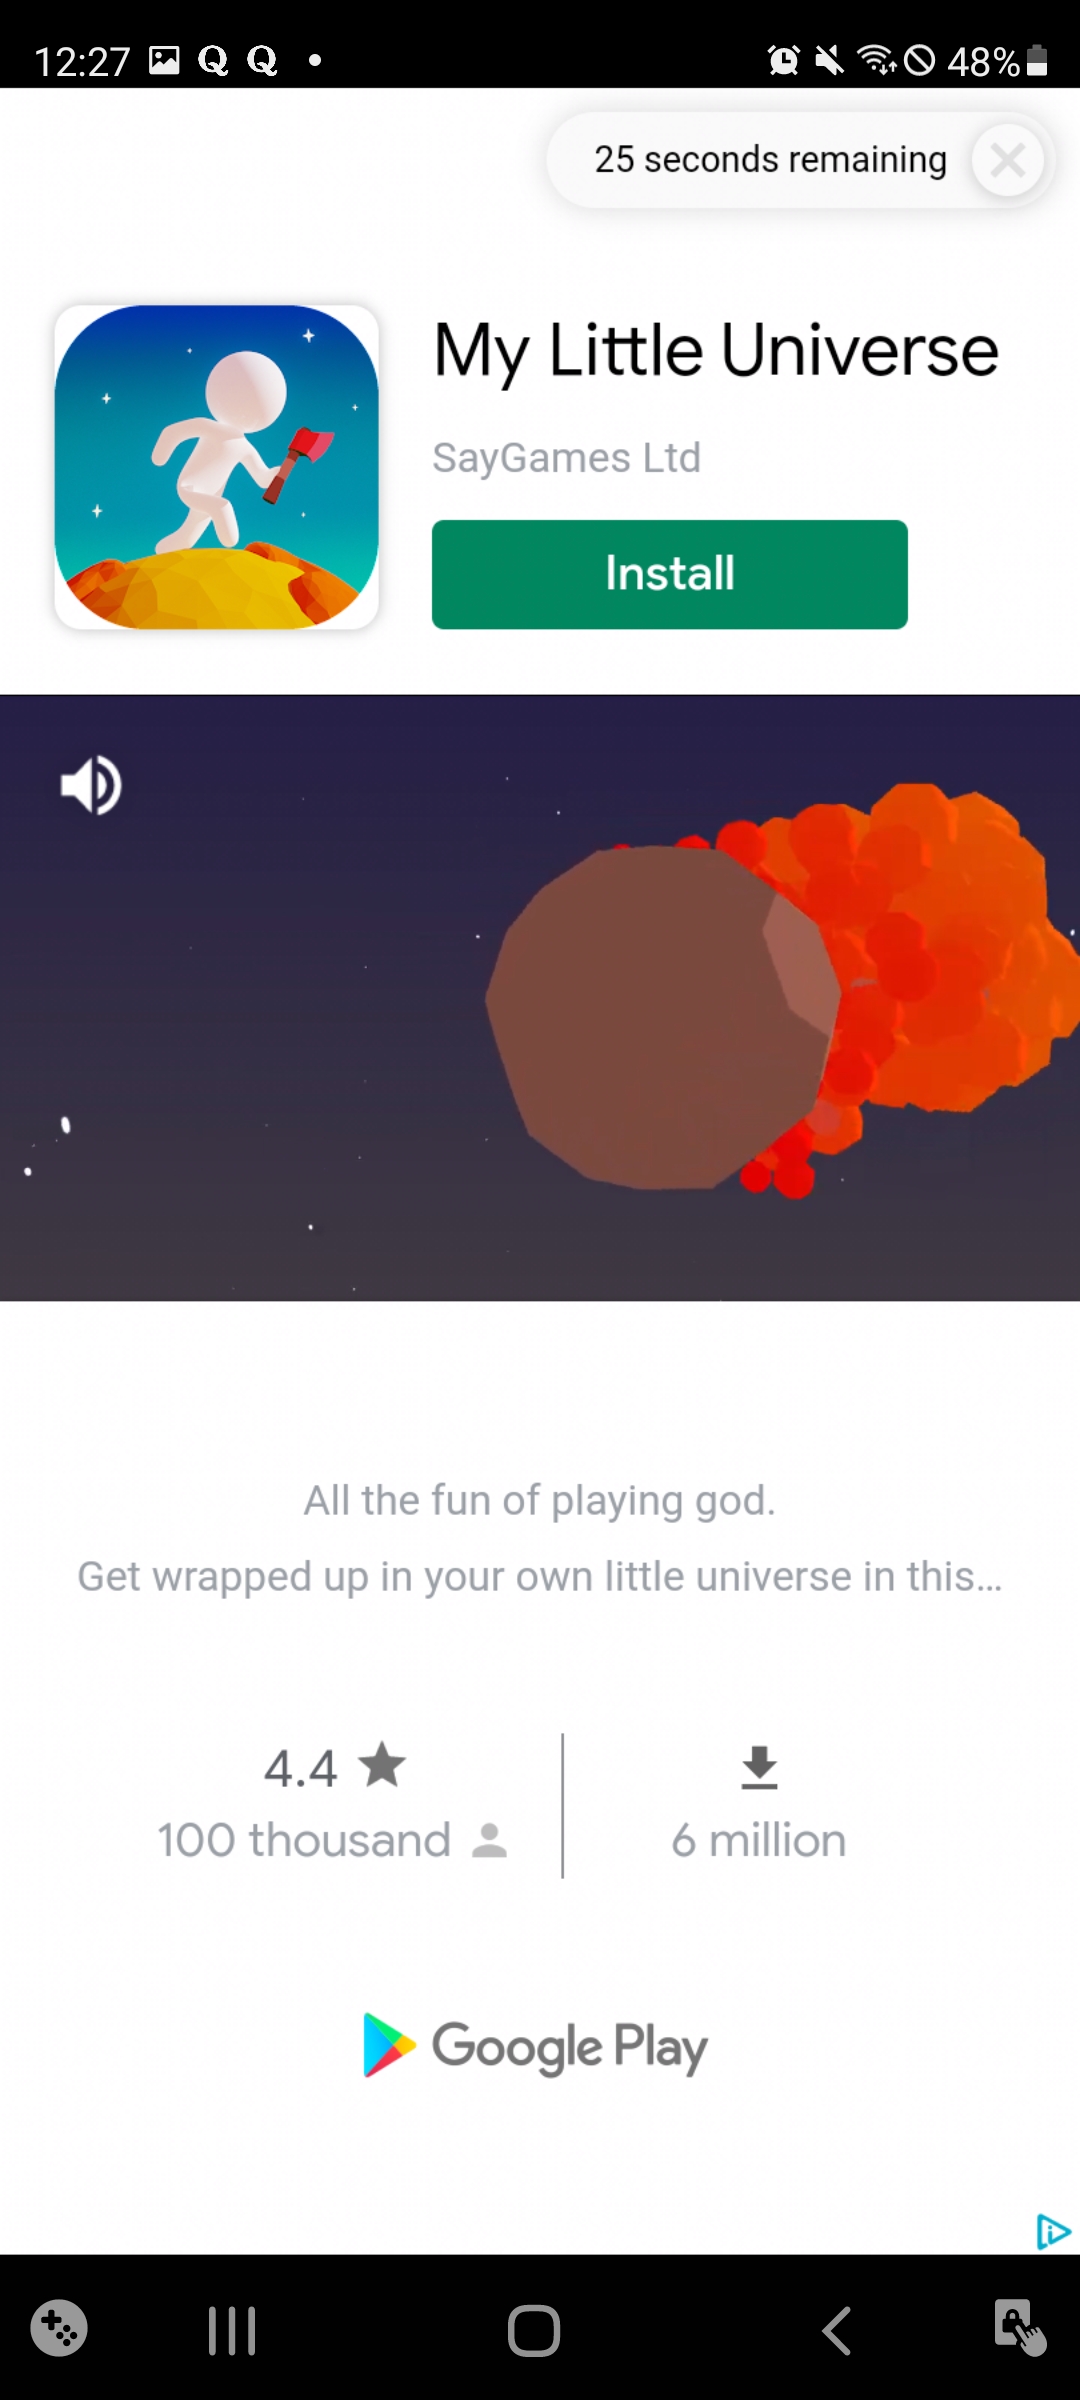 12:27 Q Q 48%
25 seconds remaining
My Little Universe
SayGames Ltd
Install
All the fun of playing god.
Get wrapped up in your own little universe in this...
4.4
100 thousand
6 million
Google Play